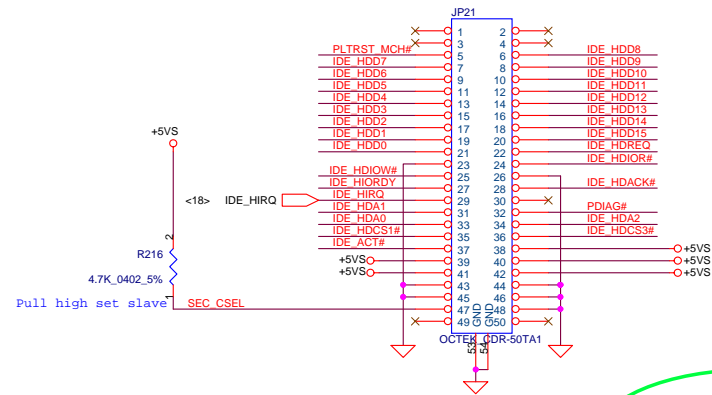 JP21
1 2
3 4
PLTRST_MCH# 5 6 IDE_HDD8
IDE_HDD7 7 8 IDE_HDD9
IDE_HDD6 9 10 IDE_HDD10
IDE_HDD5 11 12 IDE_HDD11
IDE_HDD4 13 14 IDE_HDD12
IDE_HDD3 15 16 IDE_HDD13
IDE_HDD2 17 18 IDE_HDD14
+5VS IDE_HDD1 19 20 IDE_HDD15
IDE_HDD0 21 22 IDE_HDREQ
23 24 IDE_HDIOR#
IDE_HDIOW# 25 26
IDE_HIORDY 27 28 IDE_HDACK#
<18> IDE_HIRQ IDE_HIRQ 29 30
IDE_HDA1 31 32 PDIAG#
IDE_HDA0 33 34 IDE_HDA2
2 IDE_HDCS1# 35 36 IDE_HDCS3#
IDE_ACT# 37 38 +5VS
R216 +5VS 39 40 +5VS
+5VS 41 42 +5VS
4.7K_0402_5% 43 44
1 45 46
Pull high set slave SEC_CSEL 47 48
49 GND GND 50
OCTEK_CDR-50TA1
53 54